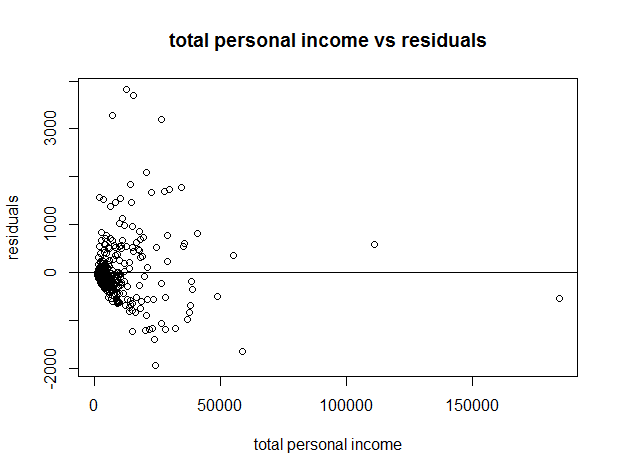 total personal income vs residuals
residuals
3000
1000
0
-2000
0
50000
100000
150000
total personal income